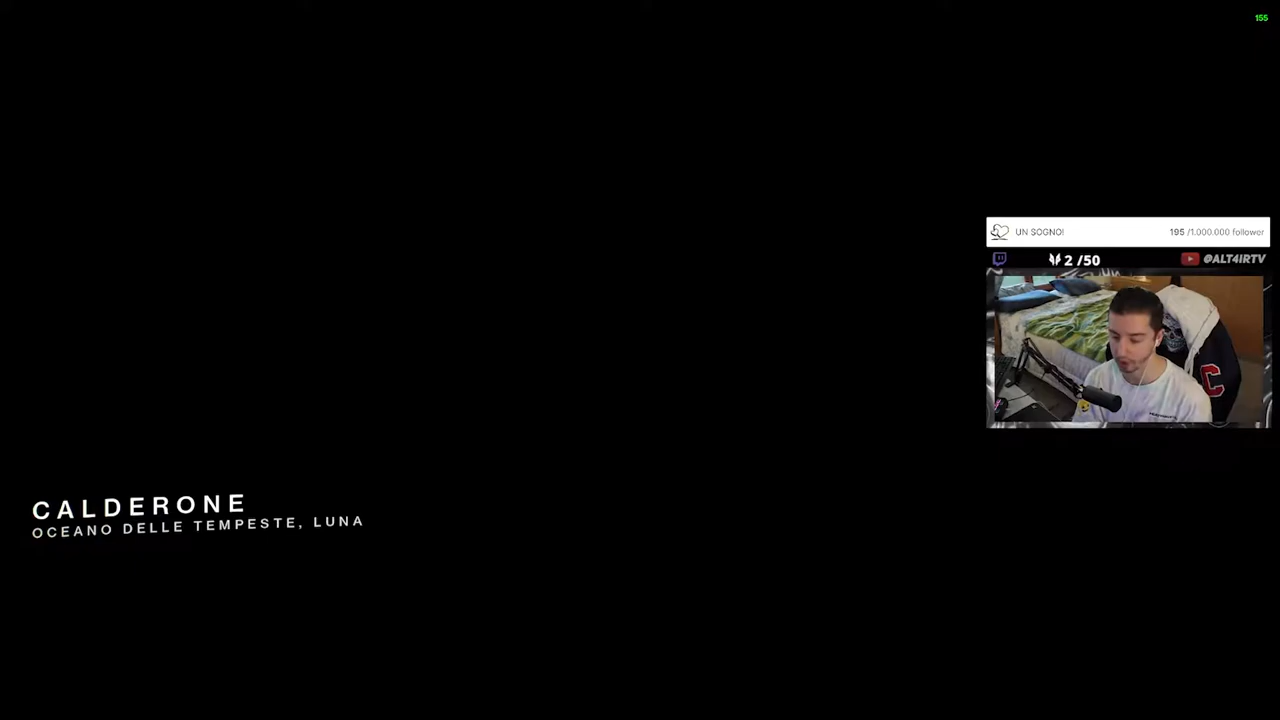 155
UN SOGNO!
195 /1.000.000 follower
2 /50
@ALT4IRTV
C
CALDERONE
OCEANO DELLE TEMPESTE, LUNA